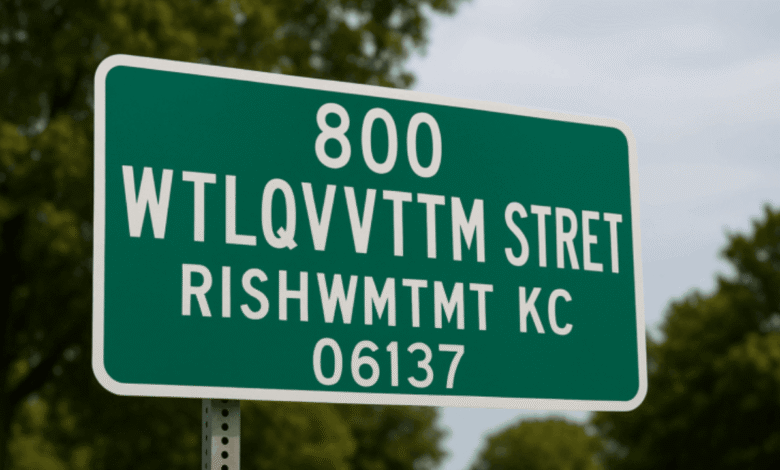 800
WTLQVVTTM STRET
RISHWMTMT KC
06137